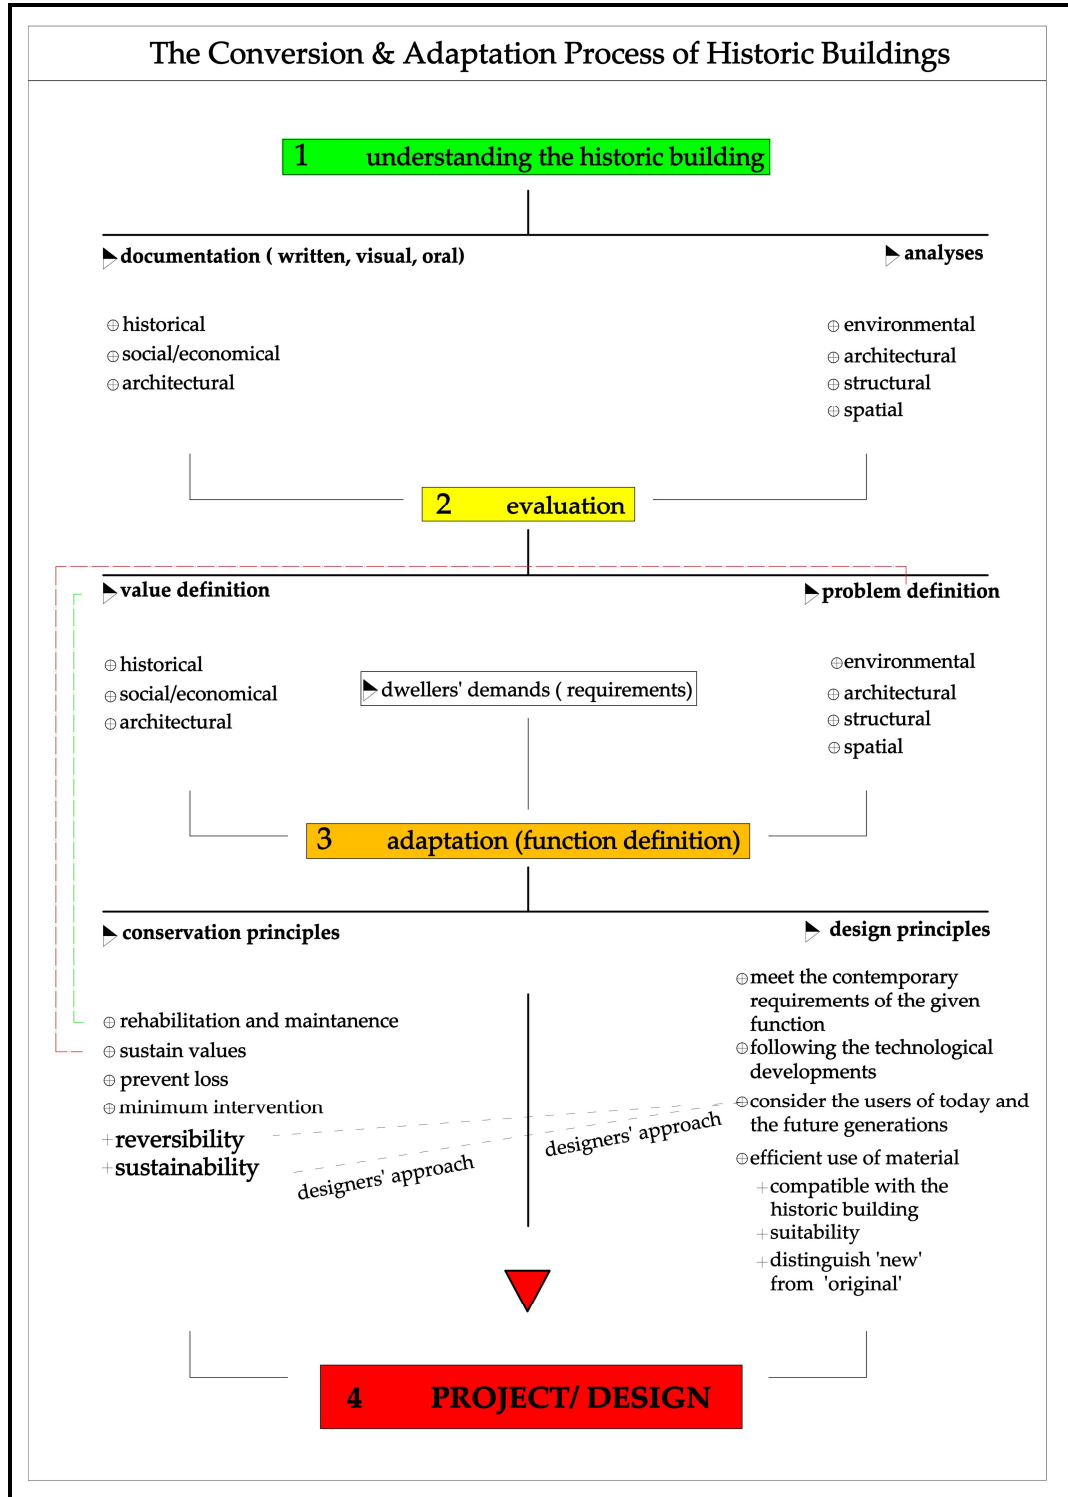 The Conversion & Adaptation Process of Historic Buildings
1 understanding the historic building
documentation ( written, visual, oral)
analyses
historical
social/economical
architectural
environmental
architectural
structural
spatial
2 evaluation
value definition
problem definition
historical
social/economical
architectural
dwellers' demands ( requirements)
environmental
architectural
structural
spatial
3 adaptation (function definition)
conservation principles
design principles
rehabilitation and maintanence
sustain values
prevent loss
minimum intervention
+reversibility
+sustainability
designers' approach
designers' approach
meet the contemporary
requirements of the given
function
following the technological
developments
consider the users of today and
the future generations
efficient use of material
+compatible with the
historic building
+suitability
+distinguish 'new'
from 'original'
4 PROJECT/ DESIGN